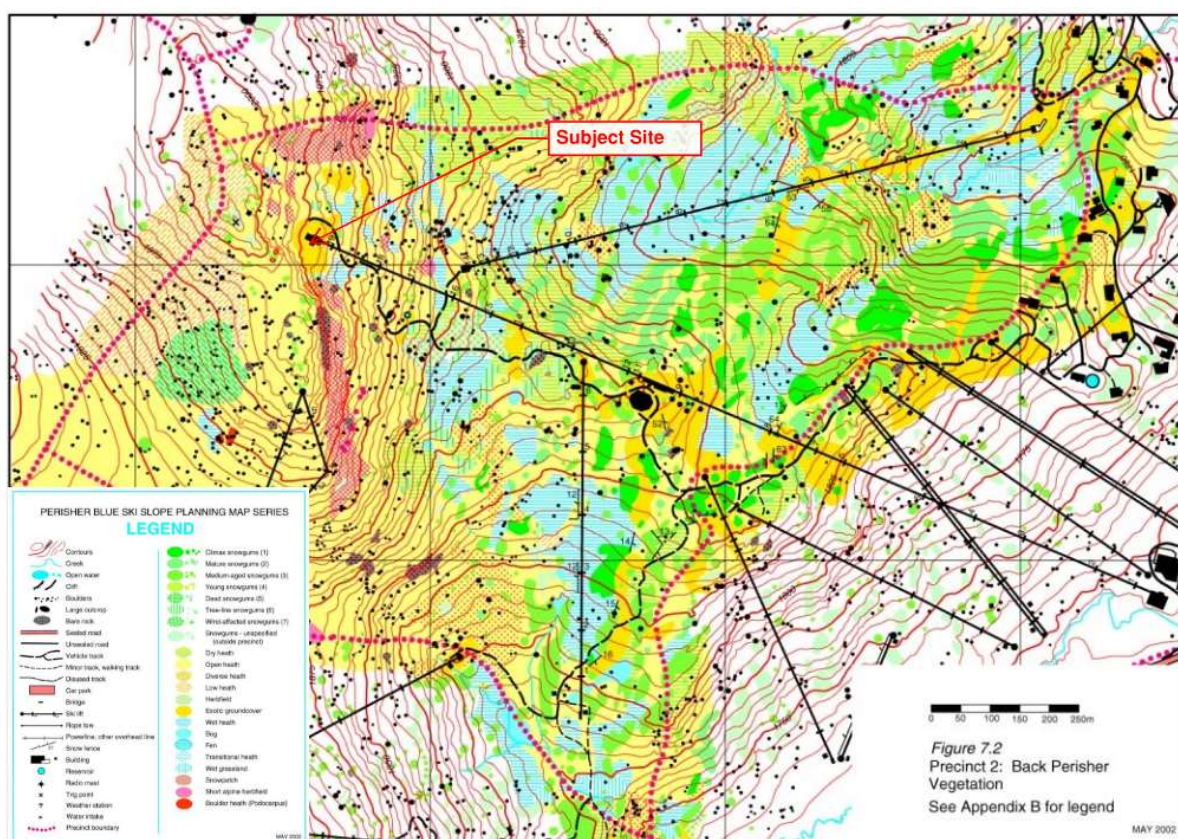 Subject Site
PERISHER BLUE SKI SLOPE PLANNING MAP SERIES
LEGEND
Contours
Creek
Open water
Cliff
Boulders
Large outcrop
Bare rock
Sealed road
Unsealed road
Vehicle track
Minor track, walking track
Disused track
Car park
Bridge
Ski lift
Rope tow
Powerline, other overhead line
Snow fence
Building
Reservoir
Radio mast
Trig point
Weather station
Water intake
Precinct boundary
Climax snowgums (1)
Mature snowgums (2)
Medium-aged snowgums (3)
Young snowgums (4)
Dead snowgums (5)
Tree-line snowgums (6)
Wind-affected snowgums (7)
Snowgums - unspecified
(outside precinct)
Dry heath
Open heath
Diverse heath
Low heath
Herbfield
Exotic groundcover
Wet heath
Bog
Fen
Transitional heath
Wet grassland
Snowpatch
Short alpine herbfield
Boulder heath (Podocarpus)
MAY 2002
0 50 100 150 200 250m
Figure 7.2
Precinct 2: Back Perisher
Vegetation
See Appendix B for legend
MAY 2002